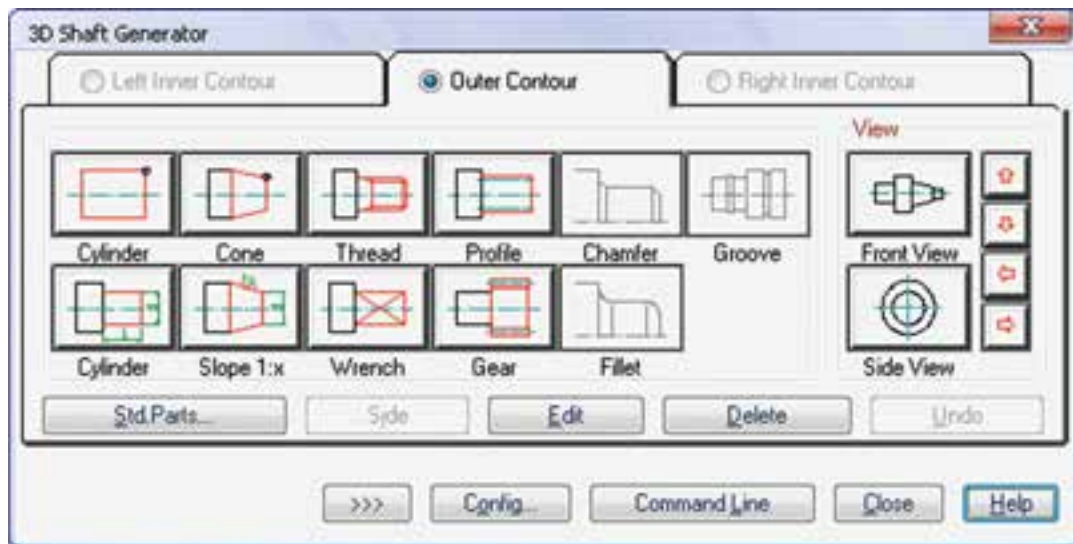 3D Shaft Generator
Left Inner Contour Outer Contour Right Inner Contour
View
Cylinder Cone Thread Profile Chamfer Groove Front View
Cylinder Slope 1:x Wrench Gear Fillet Side View
Std.Parts... Side Edit Delete Undo
>>> Config... Command Line Close Help